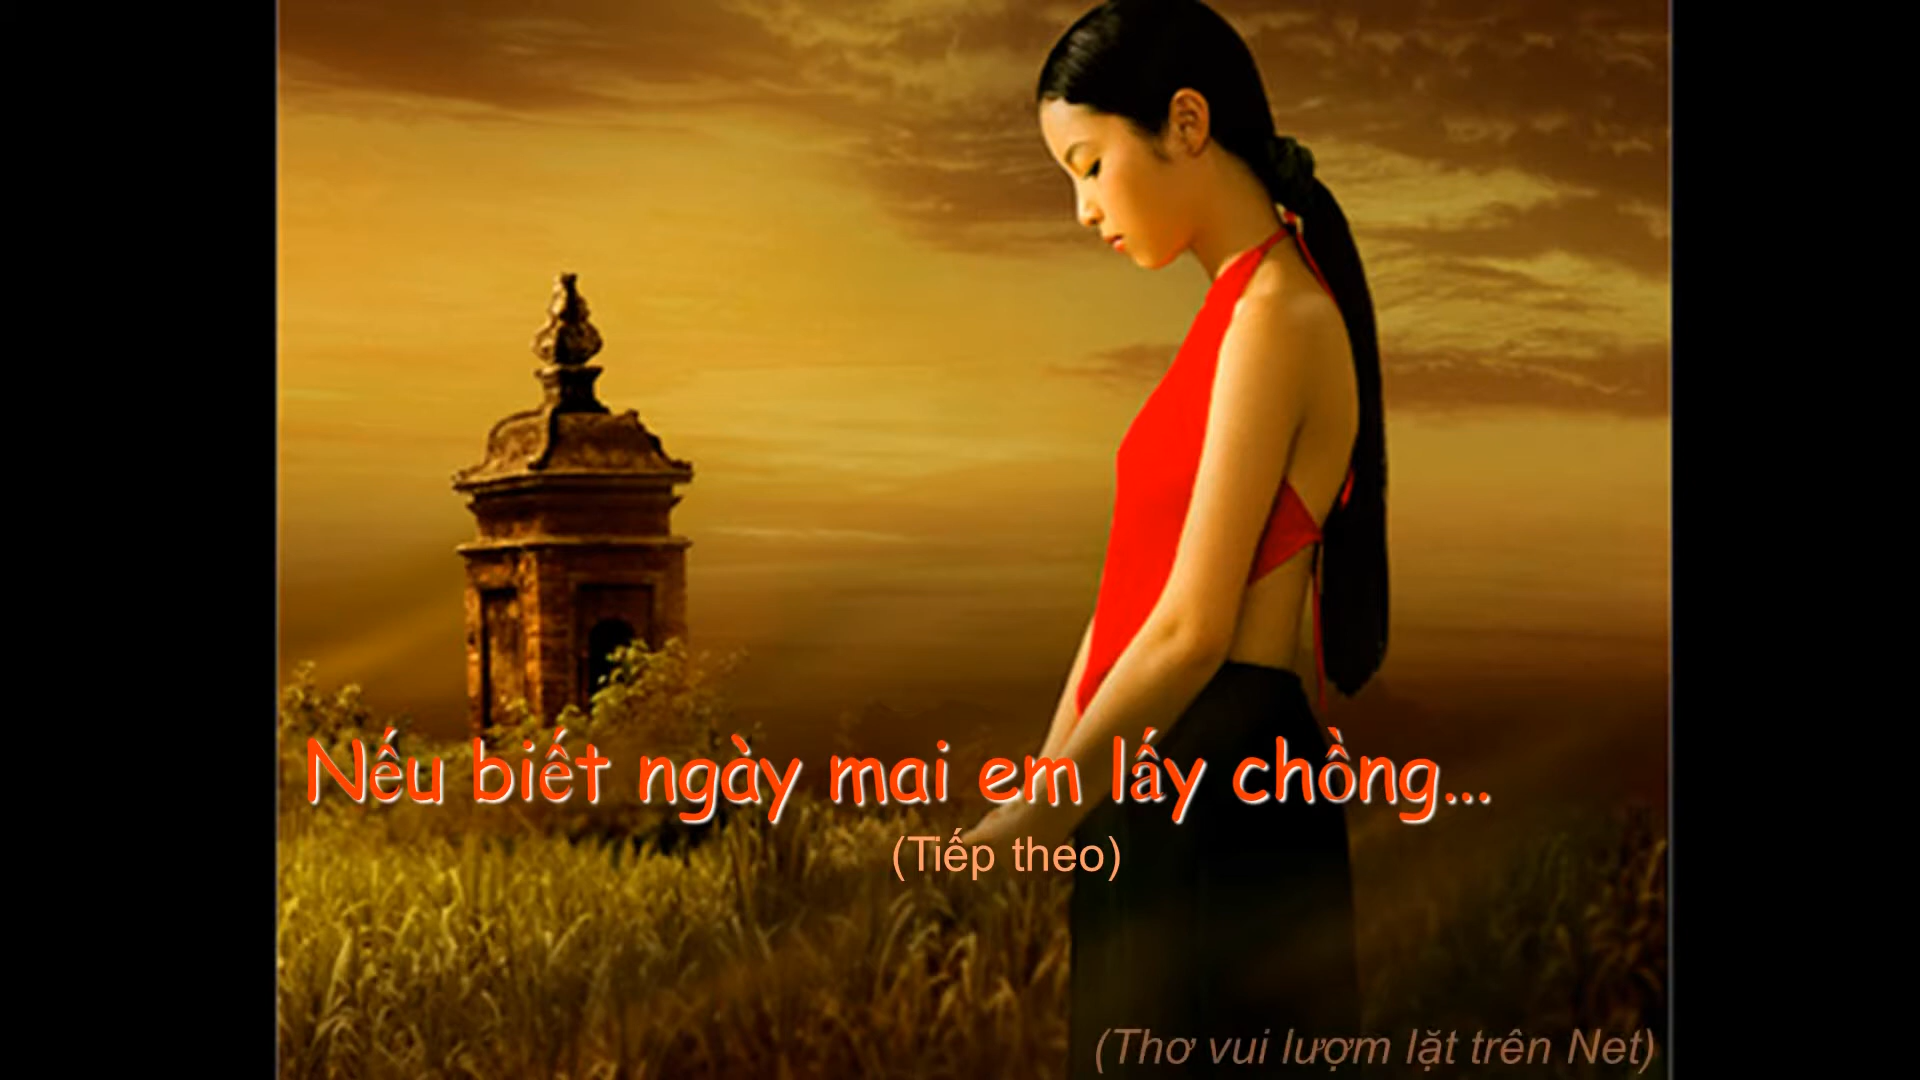 Nếu biết ngày mai em lấy chồng...
(Tiếp theo)
(Thơ vui lượm lặt trên Net)